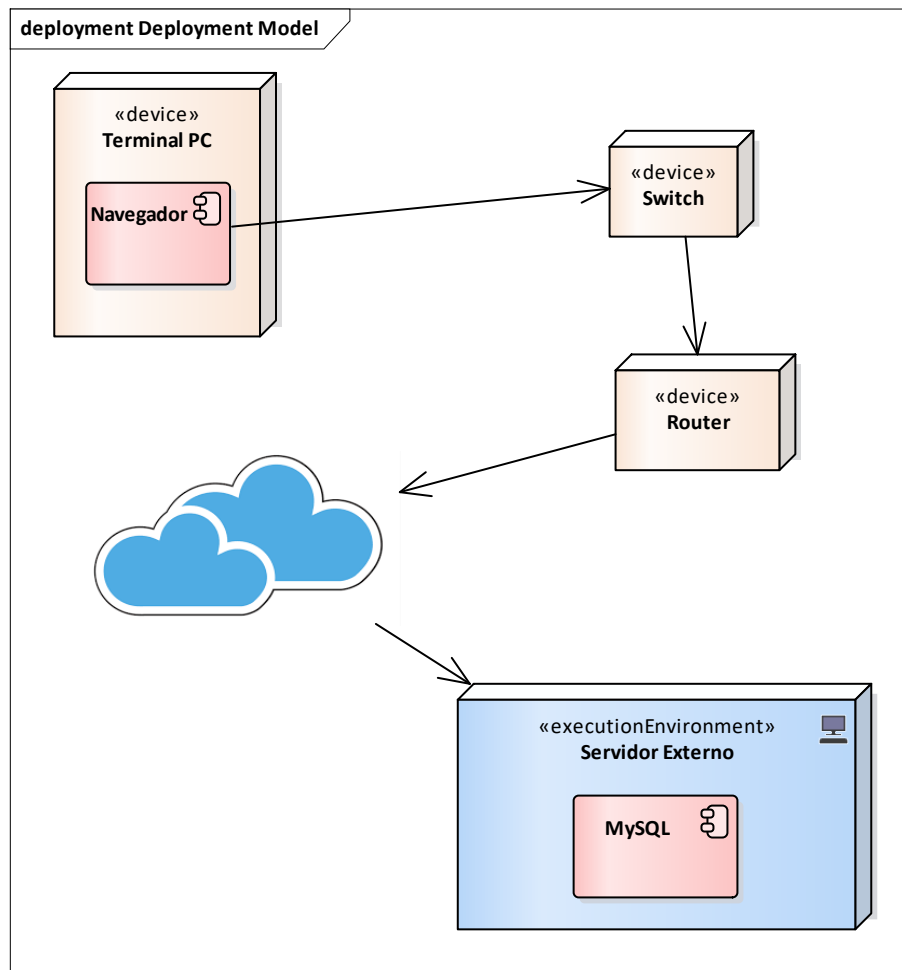 deployment Deployment Model
«device»
Terminal PC
Navegador
«device»
Switch
«device»
Router
«executionEnvironment»
Servidor Externo
MySQL